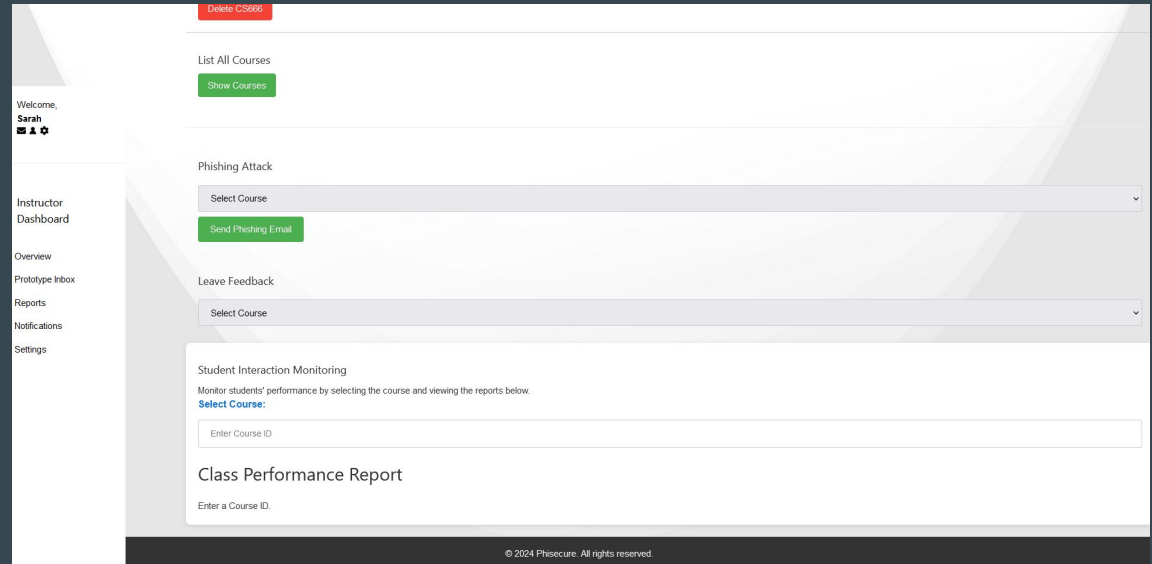 Delete CS666
List All Courses
Show Courses
Welcome,
Sarah
Phishing Attack
Select Course
Send Phishing Email
Instructor
Dashboard
Overview
Prototype Inbox
Reports
Notifications
Settings
Leave Feedback
Select Course
Student Interaction Monitoring
Monitor students' performance by selecting the course and viewing the reports below.
Select Course:
Enter Course ID
Class Performance Report
Enter a Course ID.
© 2024 Phisecure. All rights reserved.